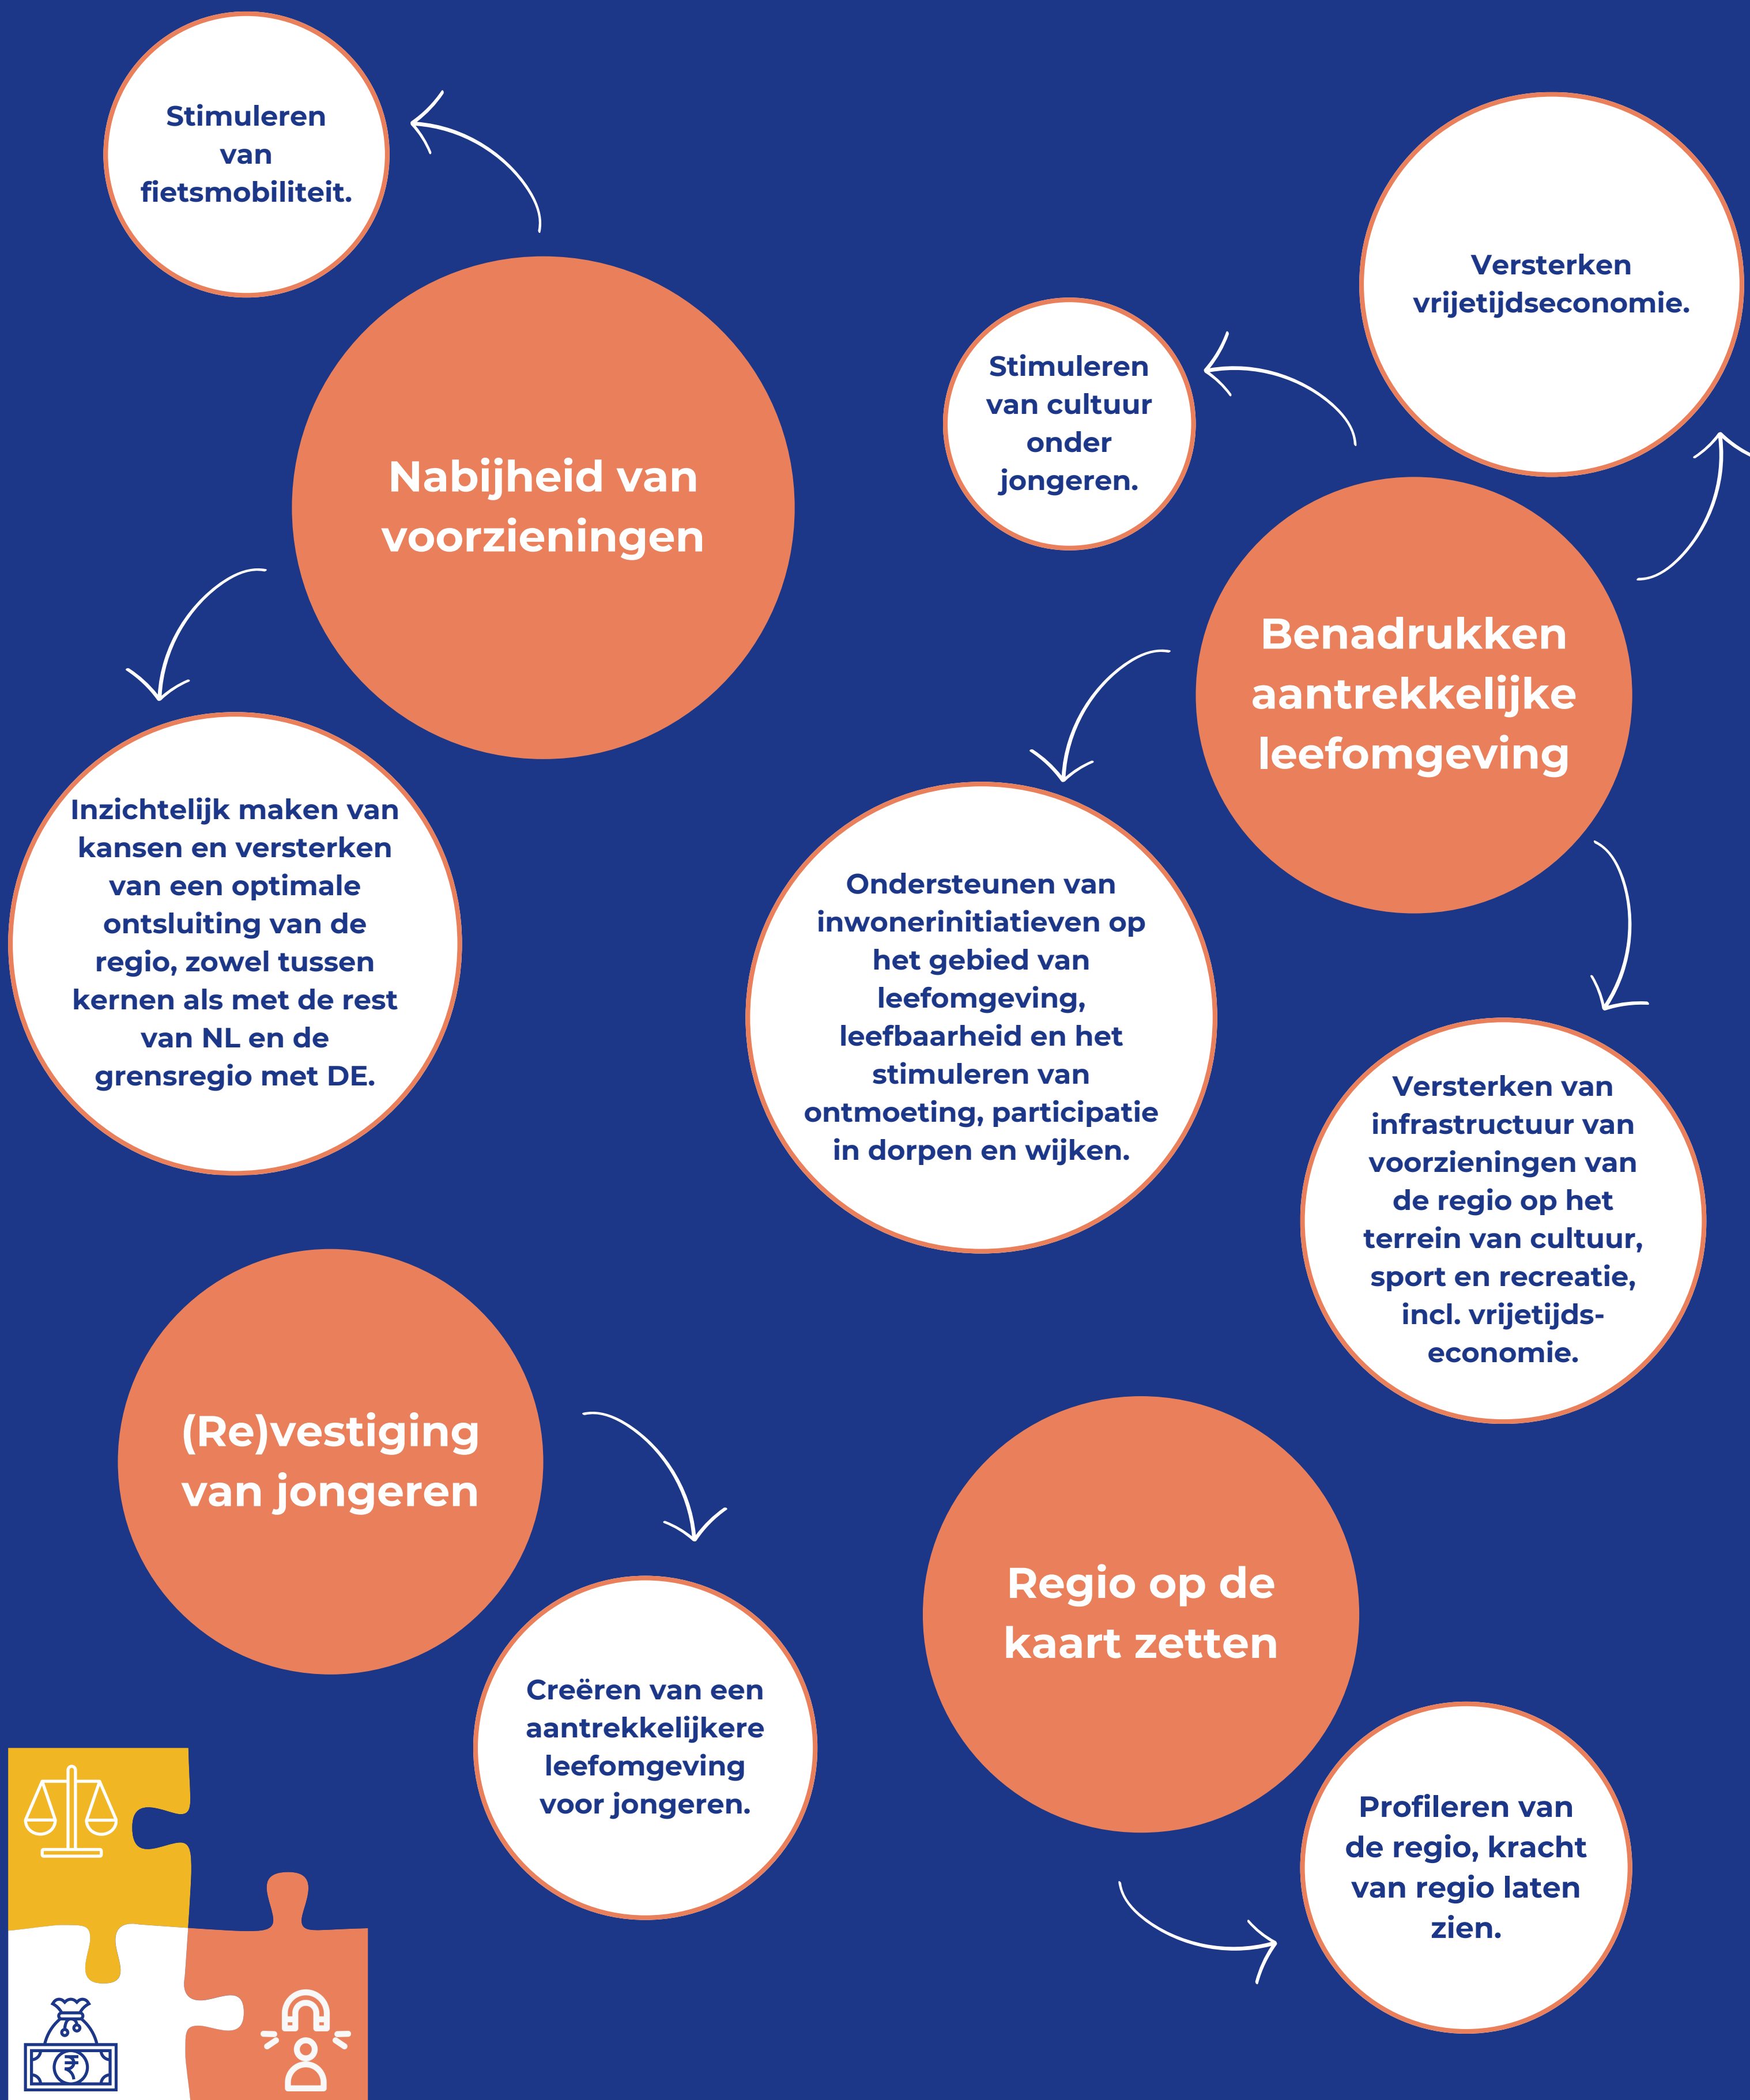 Stimuleren
van
fietsmobiliteit.
Nabijheid van
voorzieningen
Inzichtelijk maken van
kansen en versterken
van een optimale
ontsluiting van de
regio, zowel tussen
kernen als met de rest
van NL en de
grensregio met DE.
Versterken
vrijetijdseconomie.
Stimuleren
van cultuur
onder
jongeren.
Benadrukken
aantrekkelijke
leefomgeving
Ondersteunen van
inwonerinitiatieven op
het gebied van
leefomgeving,
leefbaarheid en het
stimuleren van
ontmoeting, participatie
in dorpen en wijken.
Versterken van
infrastructuur van
voorzieningen van
de regio op het
terrein van cultuur,
sport en recreatie,
incl. vrijetijds-
economie.
(Re)vestiging
van jongeren
Creëren van een
aantrekkelijkere
leefomgeving
voor jongeren.
Regio op de
kaart zetten
Profileren van
de regio, kracht
van regio laten
zien.
₹